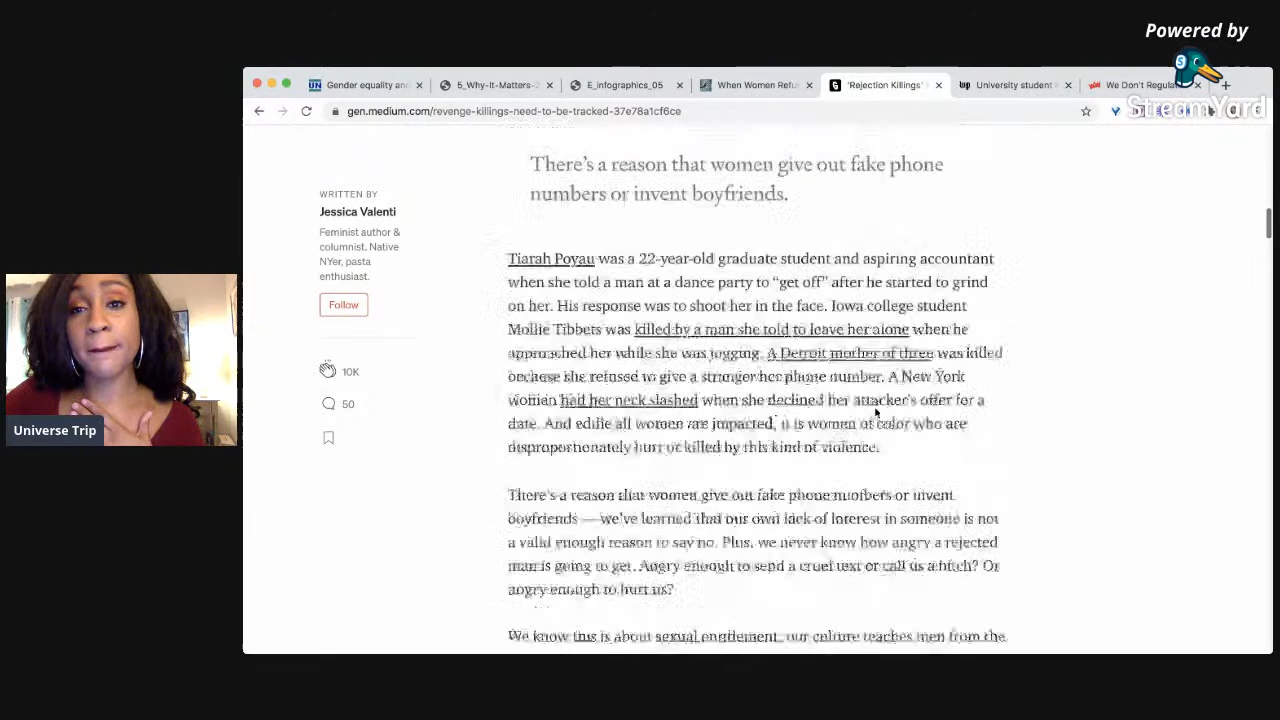 Powered by
StreamYard
Gender equality an
5_Why-It-Matters-
E_infographics_05
When Women Refu
'Rejection Killings'
University student
We Don't Regula
gen.medium.com/revenge-killings-need-to-be-tracked-37e78a1cf6ce
There's a reason that women give out fake phone
numbers or invent boyfriends.
WRITTEN BY
Jessica Valenti
Feminist author &
columnist. Native
NYer, pasta
enthusiast.
Follow
10K
50
Tiarah Poyau was a 22-year-old graduate student and aspiring accountant
when she told a man at a dance party to "get off" after he started to grind
on her. His response was to shoot her in the face. Iowa college student
Mollie Tibbets was killed by a man she told to leave her alone when he
approached her while she was jogging. A Detroit mother of three was killed
because she refused to give a stranger her phone number. A New York
woman had her neck slashed when she declined her attacker's offer for a
date. And while all women are impacted, it is women of color who are
disproportionately hurt or killed by this kind of violence.
There's a reason that women give out fake phone numbers or invent
boyfriends — we've learned that our own lack of interest in someone is not
a valid enough reason to say no. Plus, we never know how angry a rejected
man is going to get. Angry enough to send a cruel text or call us a bitch? Or
angry enough to hurt us?
We know this is about sexual entitlement, our culture teaches men from the
Universe Trip